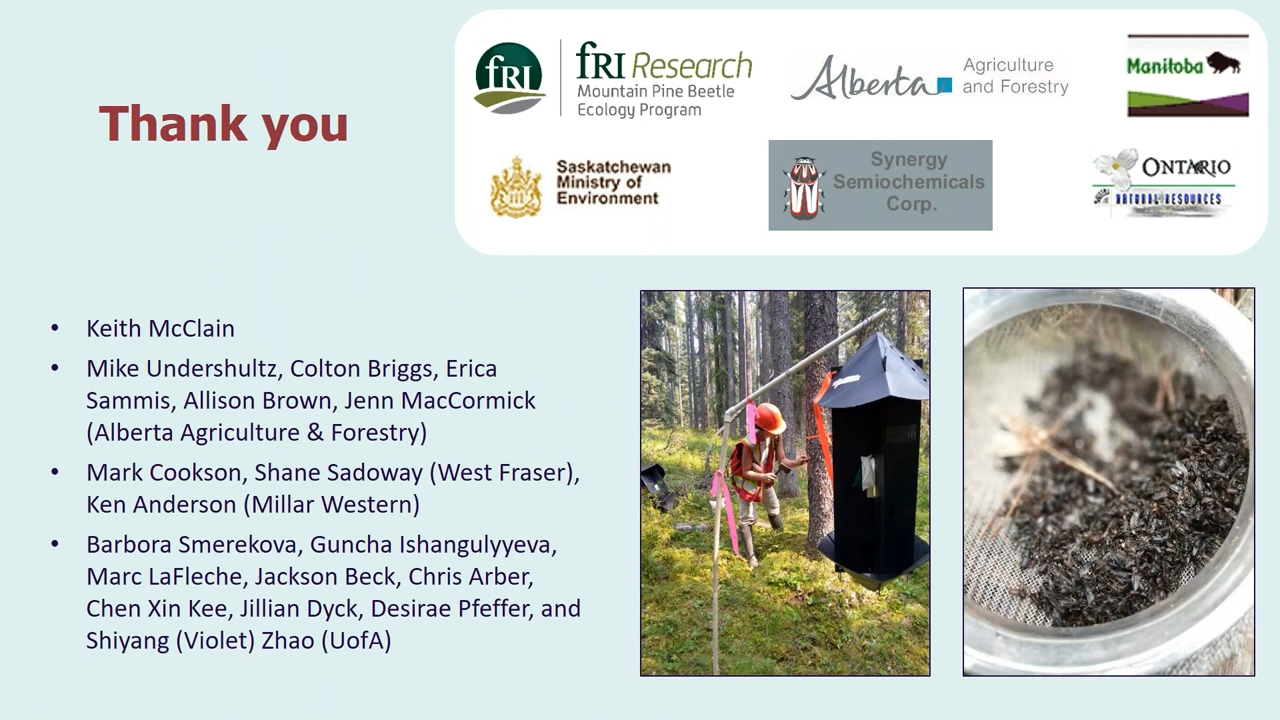 Thank you
fRI
fRI Research
Mountain Pine Beetle
Ecology Program
Alberta
Agriculture
and Forestry
Manitoba
Saskatchewan
Ministry of
Environment
Synergy
Semiochemicals
Corp.
ONTARIO
NATURAL RESOURCES
• Keith McClain
• Mike Undershultz, Colton Briggs, Erica
Sammis, Allison Brown, Jenn MacCormick
(Alberta Agriculture & Forestry)
• Mark Cookson, Shane Sadoway (West Fraser),
Ken Anderson (Millar Western)
• Barbora Smerekova, Guncha Ishangulyyeva,
Marc LaFleche, Jackson Beck, Chris Arber,
Chen Xin Kee, Jillian Dyck, Desirae Pfeffer, and
Shiyang (Violet) Zhao (UofA)